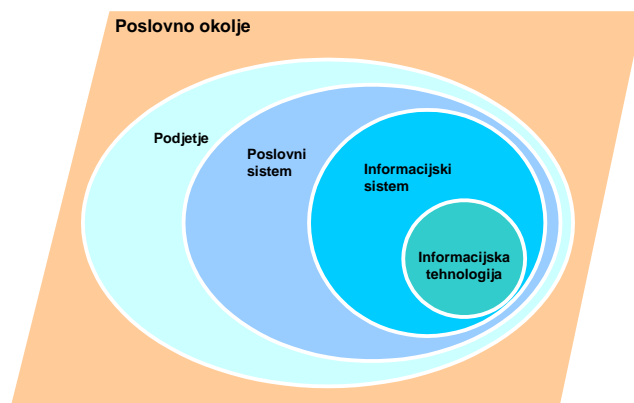 Poslovno okolje
Podjetje
Poslovni
sistem
Informacijski
sistem
Informacijska
tehnologija